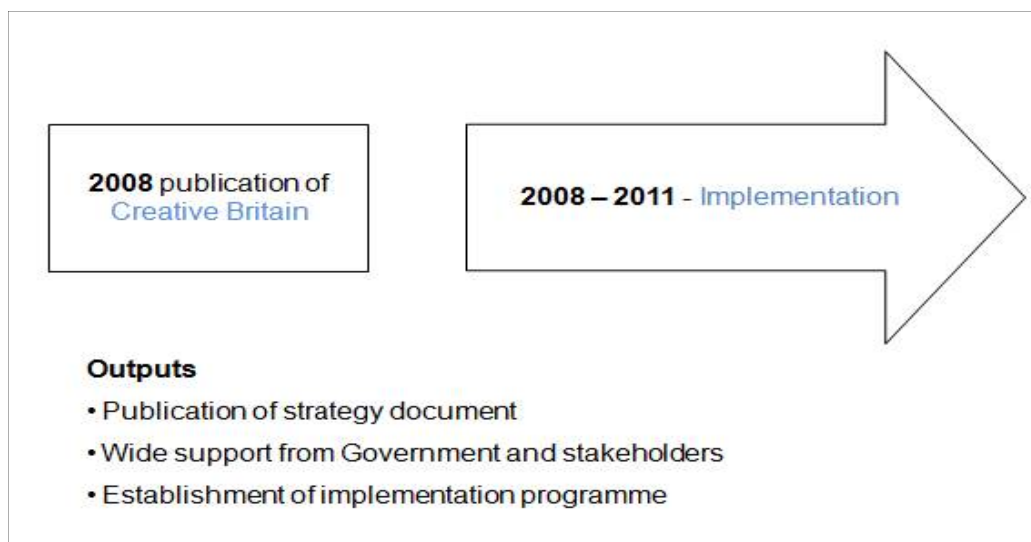 2008 publication of
Creative Britain
2008 – 2011 - Implementation
Outputs
• Publication of strategy document
• Wide support from Government and stakeholders
• Establishment of implementation programme